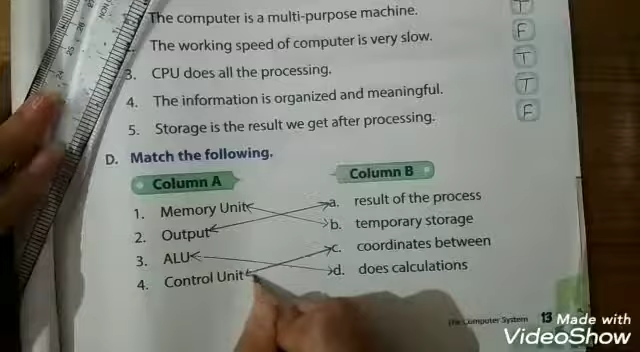 The computer is a multi-purpose machine. T
The working speed of computer is very slow. F
3. CPU does all the processing. T
4. The information is organized and meaningful. T
5. Storage is the result we get after processing. F
D. Match the following.
Column A Column B
1. Memory Unit a. result of the process
2. Output b. temporary storage
3. ALU c. coordinates between
4. Control Unit d. does calculations
The Computer System 13
Made with
VideoShow